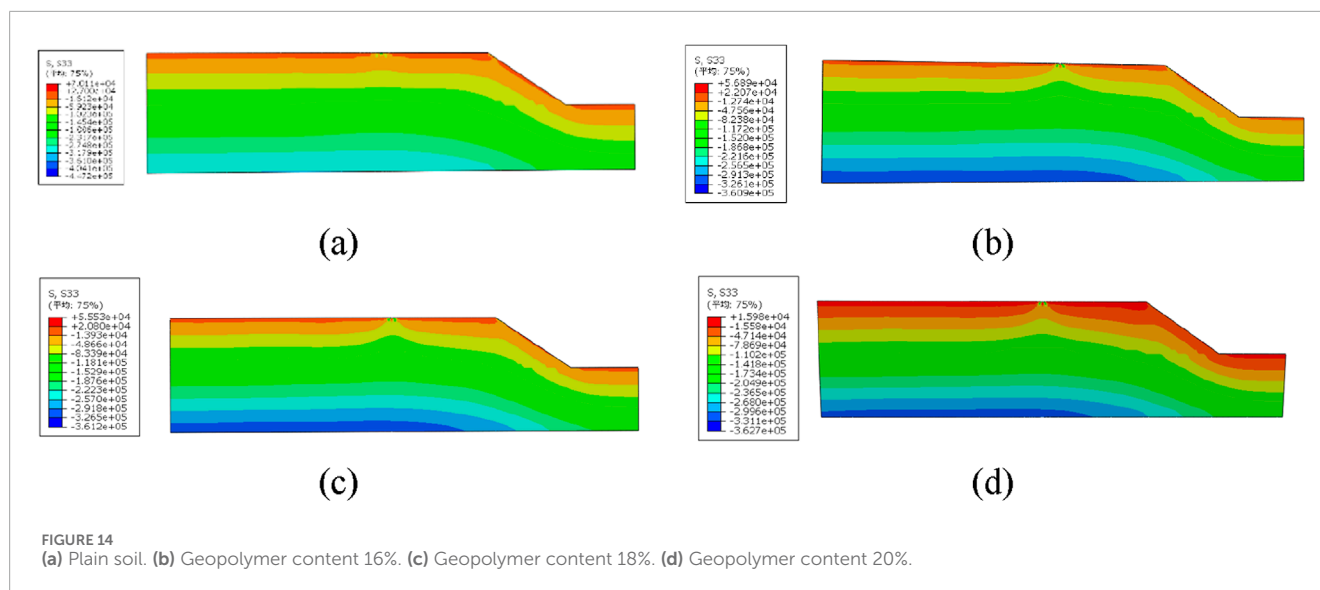 S, S33
(平均: 75%)
S, S33
(平均: 75%)
+5.689e+04
+2.207e+04
-1.274e+04
-4.756e+04
-8.238e+04
-1.172e+05
-1.520e+05
-1.868e+05
-2.216e+05
-2.565e+05
-2.913e+05
-3.261e+05
-3.609e+05
(a)
(b)
S, S33
(平均: 75%)
+5.553e+04
+2.080e+04
-1.393e+04
-4.866e+04
-8.339e+04
-1.181e+05
-1.529e+05
-1.876e+05
-2.223e+05
-2.570e+05
-2.918e+05
-3.265e+05
-3.612e+05
S, S33
(平均: 75%)
+1.598e+04
-1.558e+04
-4.714e+04
-7.869e+04
-1.102e+05
-1.418e+05
-1.734e+05
-2.049e+05
-2.365e+05
-2.680e+05
-2.996e+05
-3.311e+05
-3.627e+05
(c)
(d)
FIGURE 14
(a) Plain soil. (b) Geopolymer content 16%. (c) Geopolymer content 18%. (d) Geopolymer content 20%.